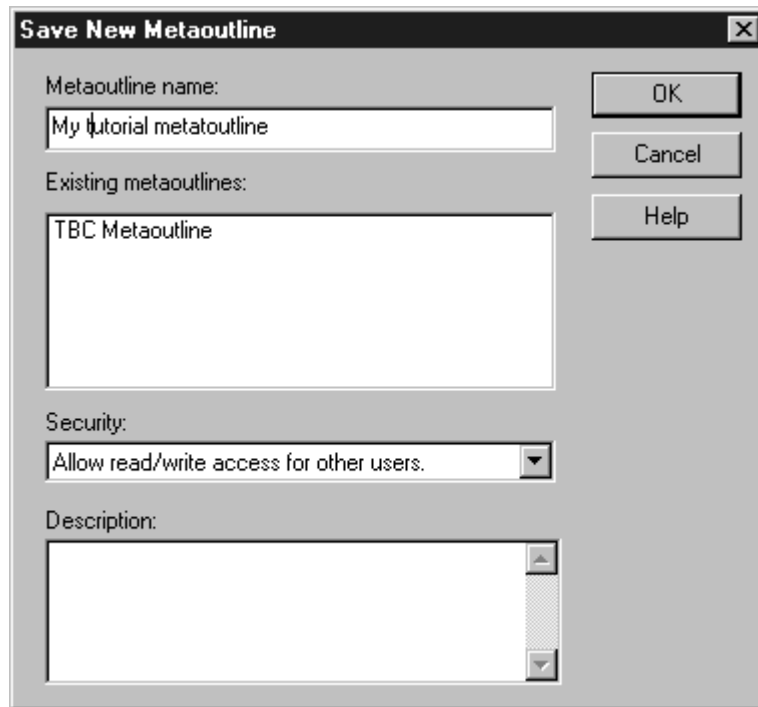 Save New Metaoutline
Metaoutline name:
OK
My tutorial metatoutline
Cancel
Existing metaoutlines:
Help
TBC Metaoutline
Security:
Allow read/write access for other users.
Description: